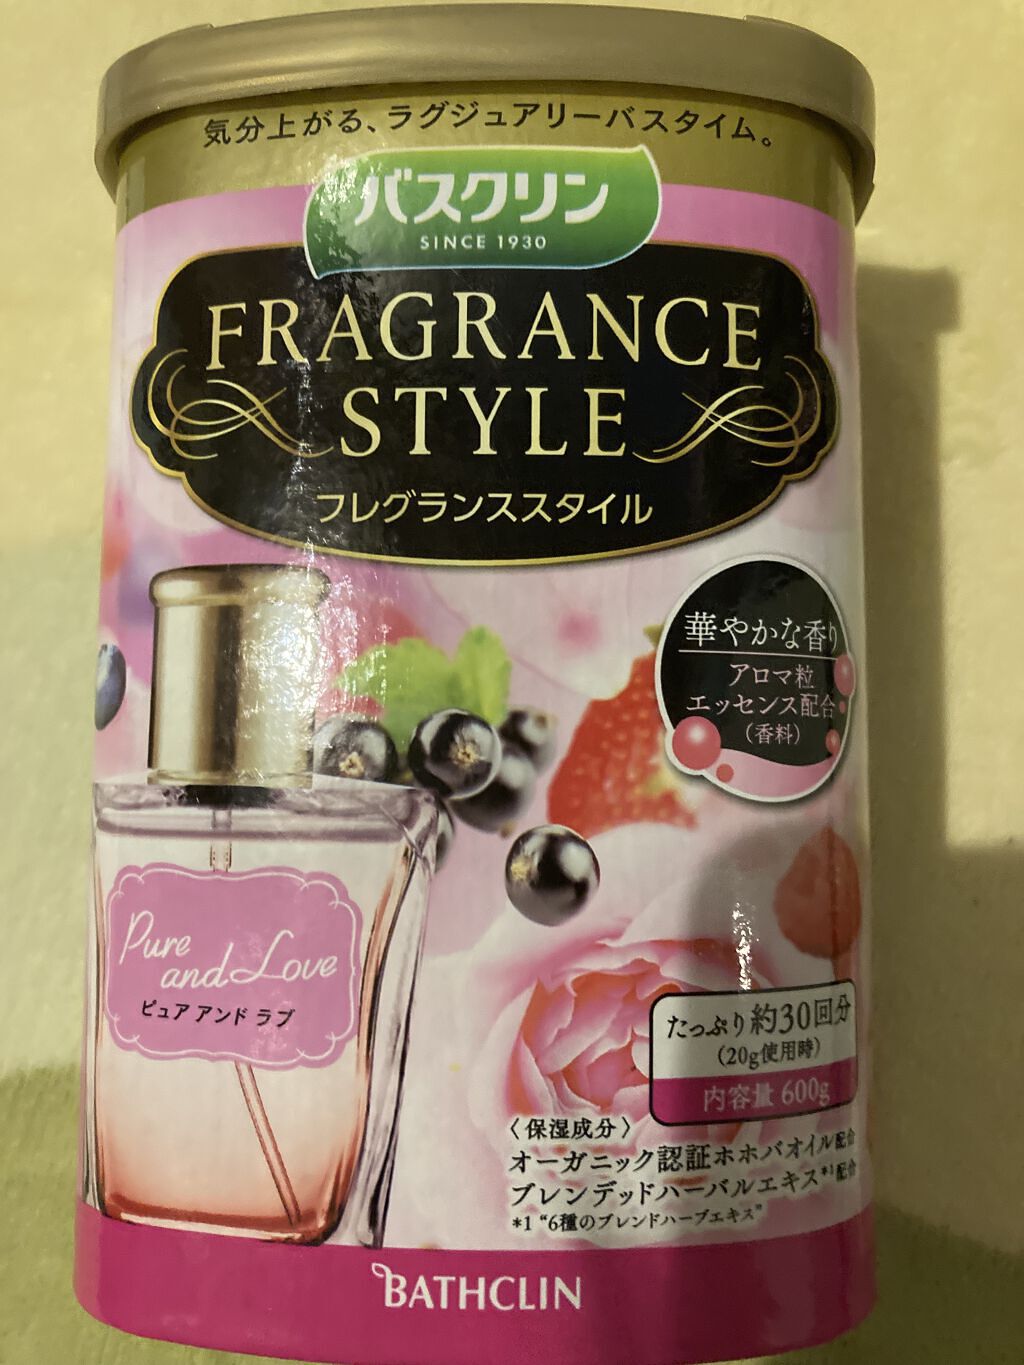 気分上がる、ラグジュアリーバスタイム。
バスクリン
SINCE 1930
FRAGRANCE
STYLE
フレグランススタイル
華やかな香り
アロマ粒
エッセンス配合
(香料)
Pure
and Love
ピュア アンド ラブ
たっぷり約30回分
(20g使用時)
内容量 600g
〈保湿成分〉
オーガニック認証ホホバオイル配合
ブレンデッドハーバルエキス*1配合
*1 “6種のブレンドハーブエキス”
BATHCLIN